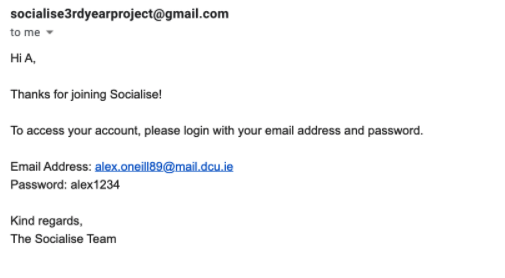 socialise3rdyearproject@gmail.com
to me
Hi A,
Thanks for joining Socialise!
To access your account, please login with your email address and password.
Email Address: alex.oneill89@mail.dcu.ie
Password: alex1234
Kind regards,
The Socialise Team